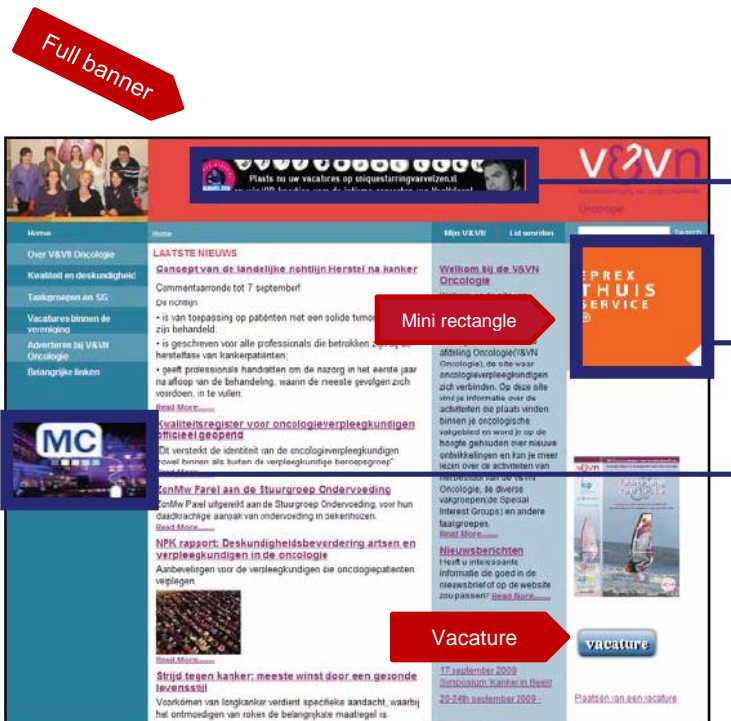 Full banner
Plaats nu uw vacatures op uniquestarringvarvelzen.nl
V&VN
Oncologie
Home
Home
Mijn V&VN
Lid worden
Search
Over V&VN Oncologie
Kwaliteit en deskundigheid
Taakgroepen en SIG
Vacatures binnen de
vereniging
Adverteren bij V&VN
Oncologie
Belangrijke linken
MC
LAATSTE NIEUWS
Concept van de landelijke richtlijn Herstel na kanker
Commentaarronde tot 7 september!
De richtlijn
• is van toepassing op patiënten met een solide tumor
zijn behandeld;
• is geschreven voor alle professionals die betrokken zijn bij de
herstelfase van kankerpatiënten;
• geeft professionals handvatten om de nazorg in het eerste jaar
na afloop van de behandeling, waarin de meeste gevolgen zich
voordoen, in te vullen.
Read More......
Kwaliteitsregister voor oncologieverpleegkundigen
officieel geopend
"Dit versterkt de identiteit van de oncologieverpleegkundigen
zowel binnen als buiten de verpleegkundige beroepsgroep"
Read More......
ZonMw Parel aan de Stuurgroep Ondervoeding
ZonMw Parel uitgereikt aan de Stuurgroep Ondervoeding, voor hun
daadkrachtige aanpak van ondervoeding in ziekenhuizen.
Read More......
NPK rapport: Deskundigheidsbevordering artsen en
verpleegkundigen in de oncologie
Aanbevelingen voor de verpleegkundigen die oncologiepatienten
verplegen.
Read More......
Strijd tegen kanker: meeste winst door een gezonde
levensstijl
Voorkómen van longkanker verdient specifieke aandacht, waarbij
het ontmoedigen van roken de belangrijkste maatregel is.
Welkom bij de V&VN
Oncologie
Mini rectangle
afdeling Oncologie(V&VN
Oncologie), de site waar
oncologieverpleegkundigen
zich verbinden. Op deze site
vind je informatie over de
activiteiten die plaats vinden
binnen je oncologische
vakgebied en word je op de
hoogte gehouden over nieuwe
ontwikkelingen en kan je meer
lezen over de activiteiten van
het bestuur van de V&VN
Oncologie, de diverse
vakgroepen(de Special
Interest Groups) en andere
taakgroepen.
Read More......
Nieuwsberichten
Heeft u interessante
informatie die goed in de
nieuwsbrief of op de website
zou passen? Read More......
Vacature
17 september 2009
Symposium 'Kanker in Beeld
20-24th september 2009 -
EPREX
THUIS
SERVICE
®
vacature
Plaatsen van een vacature